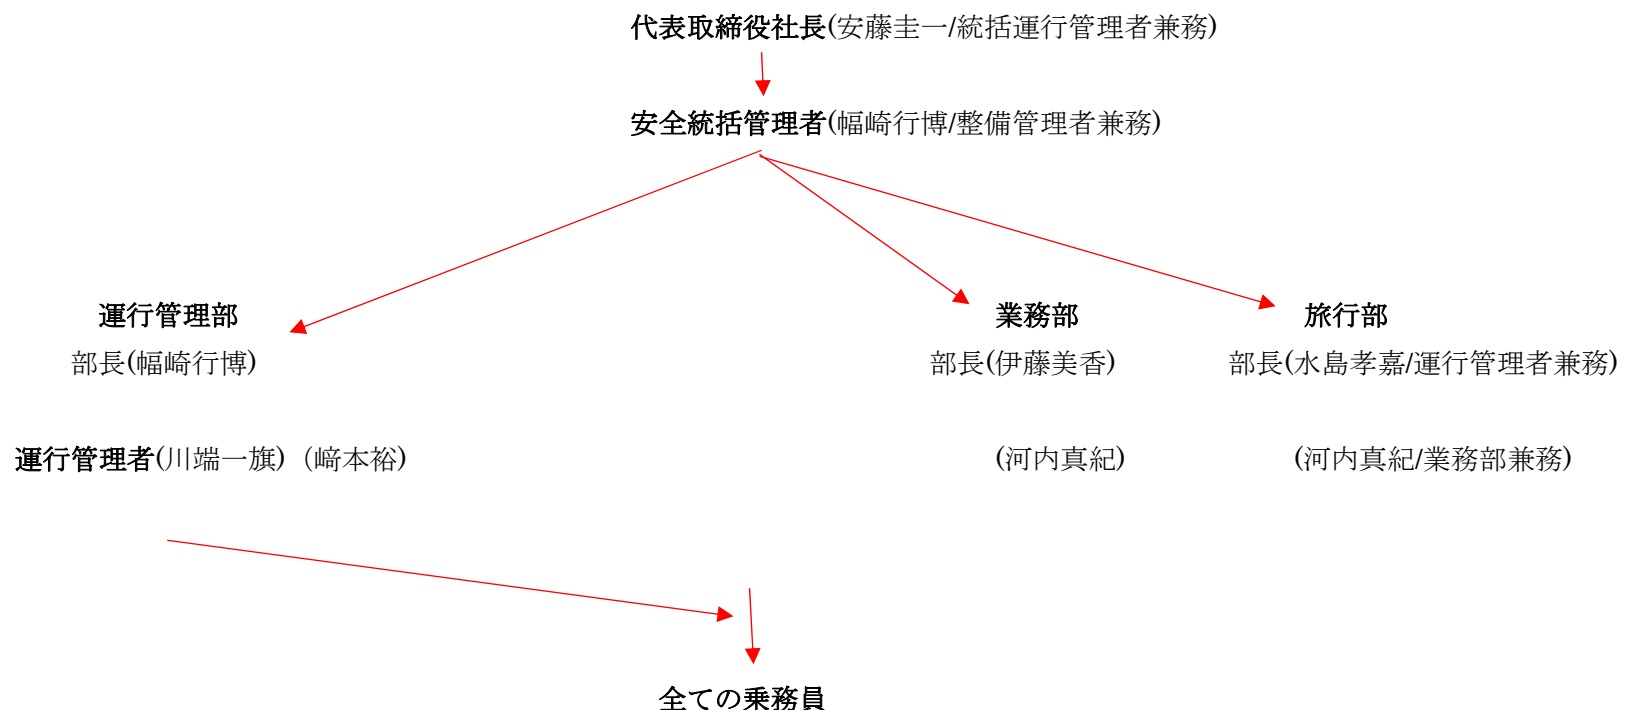 代表取締役社長(安藤圭一/統括運行管理者兼務)
安全統括管理者(幅崎行博/整備管理者兼務)
運行管理部 業務部 旅行部
部長(幅崎行博) 部長(伊藤美香) 部長(水島孝嘉/運行管理者兼務)
運行管理者(川端一旗)（﨑本裕) (河内真紀) (河内真紀/業務部兼務)
全ての乗務員